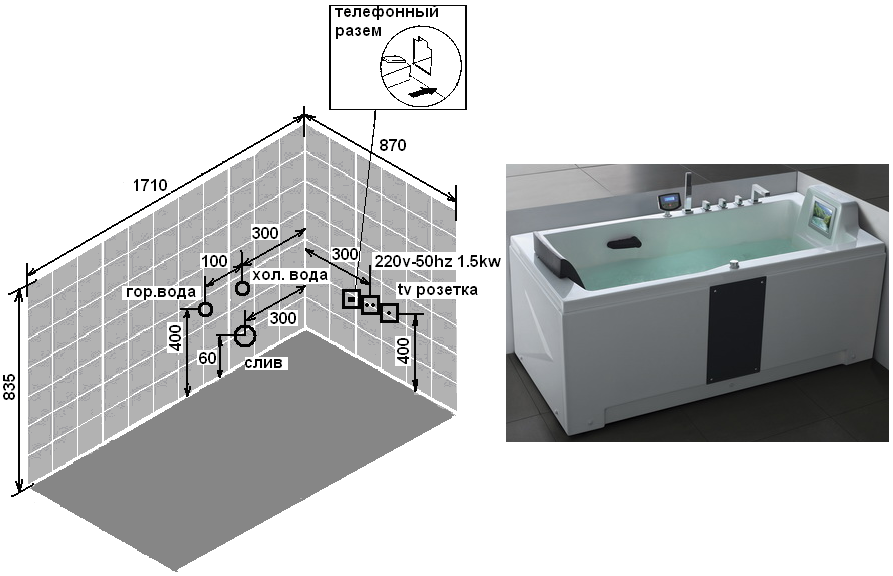 телефонный
разем
870
1710
300
100
300
220v-50hz 1.5kw
гор.вода
хол. вода
tv розетка
300
400
60
400
слив
835